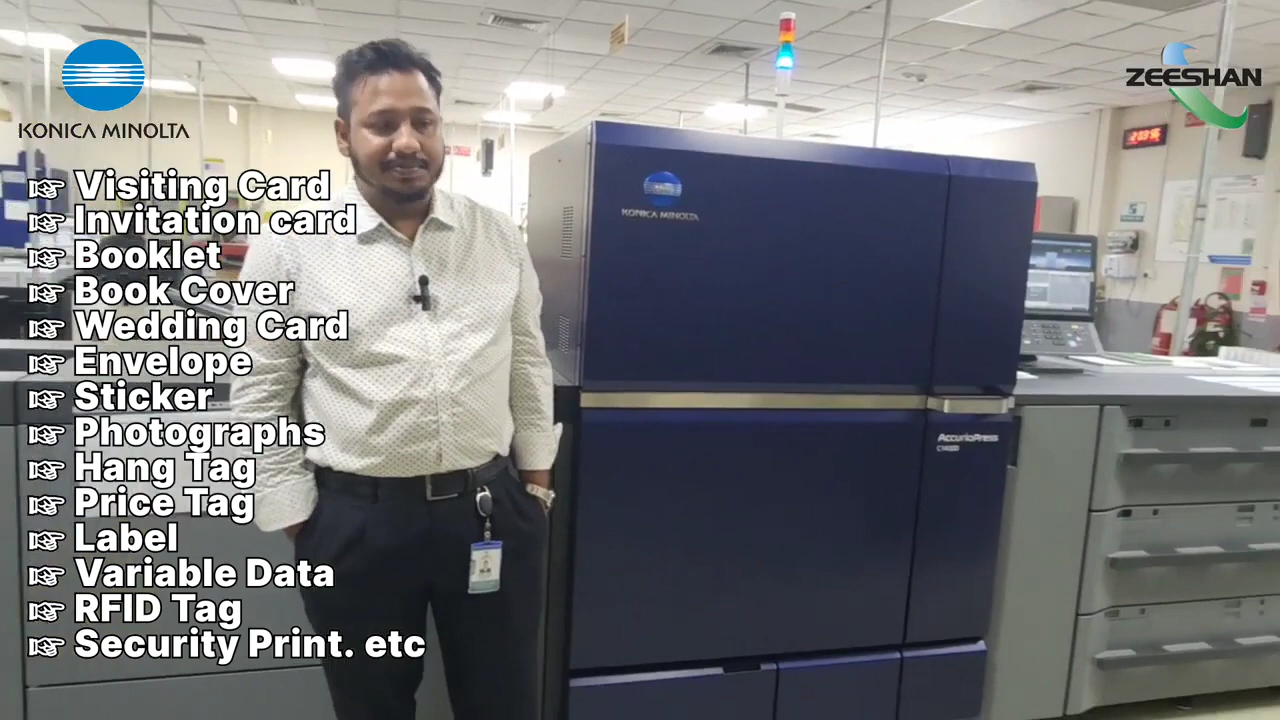 KONICA MINOLTA
ZEESHAN
☞ Visiting Card
☞ Invitation card
☞ Booklet
☞ Book Cover
☞ Wedding Card
☞ Envelope
☞ Sticker
☞ Photographs
☞ Hang Tag
☞ Price Tag
☞ Label
☞ Variable Data
☞ RFID Tag
☞ Security Print. etc
KONICA MINOLTA
AccurioPress